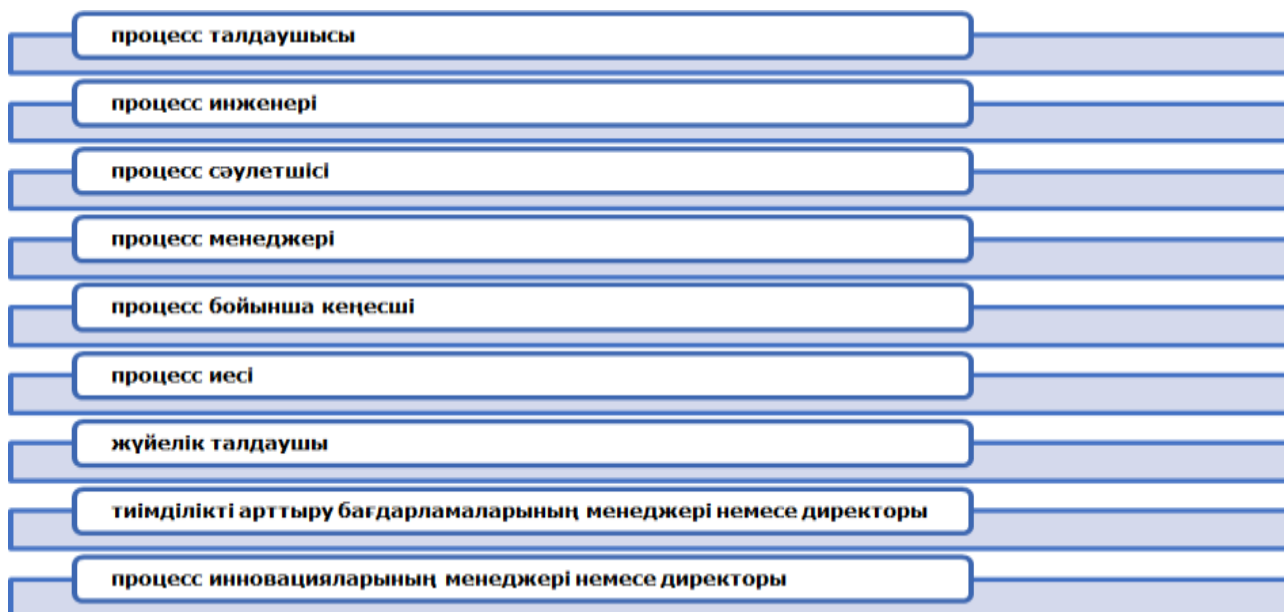 процесс талдаушысы
процесс инженері
процесс сәулетшісі
процесс менеджері
процесс бойынша кеңесші
процесс иесі
жүйелік талдаушы
тиімділікті арттыру бағдарламаларының менеджері немесе директоры
процесс инновацияларының менеджері немесе директоры